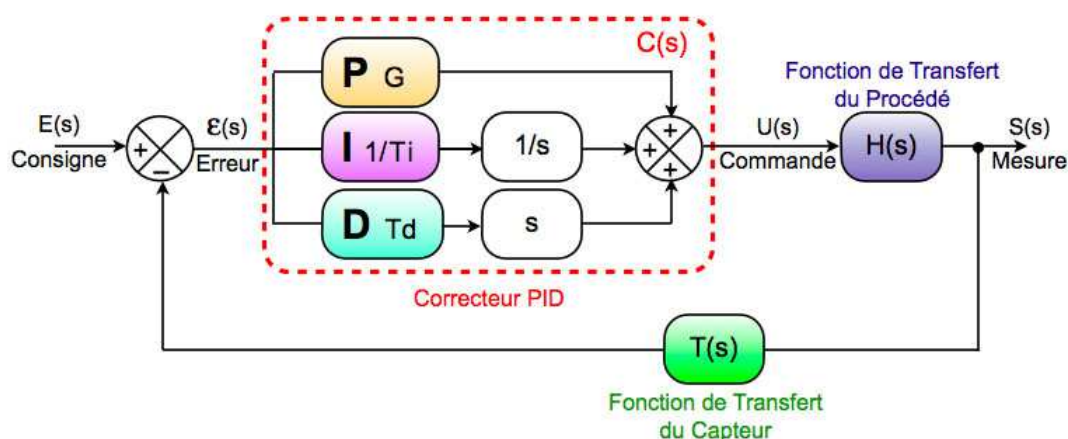 C(s)
P G
Fonction de Transfert
du Procédé
E(s)
Consigne
+
−
ε(s)
Erreur
I 1/Ti
1/s
+
+
+
+
U(s)
Commande
H(s)
S(s)
Mesure
D Td
s
Correcteur PID
T(s)
Fonction de Transfert
du Capteur